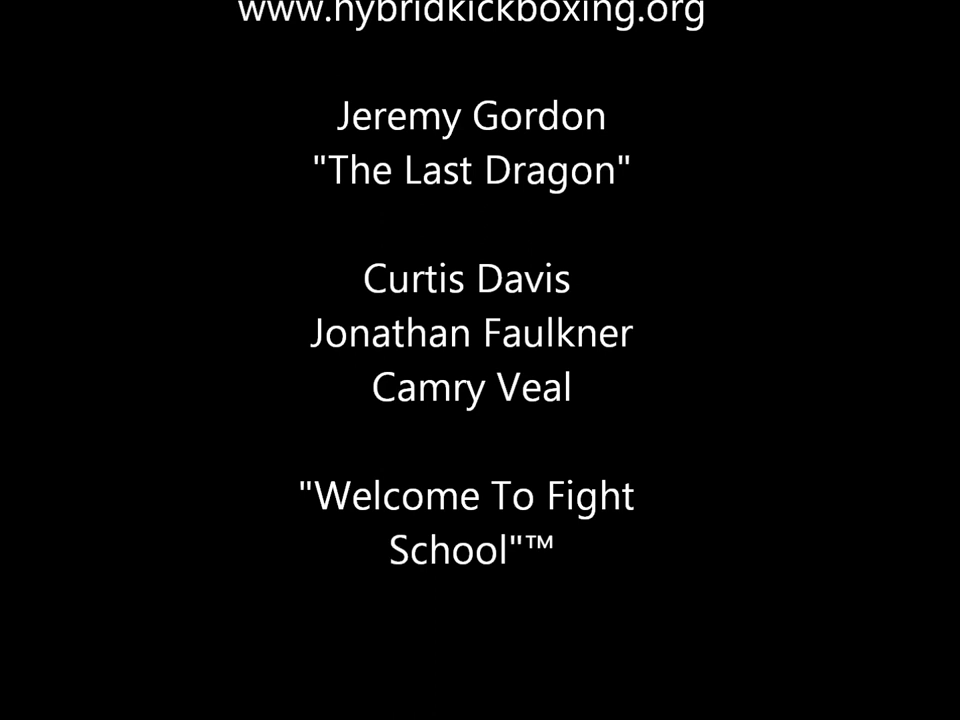 www.hybridkickboxing.org
Jeremy Gordon
"The Last Dragon"
Curtis Davis
Jonathan Faulkner
Camry Veal
"Welcome To Fight
School"™